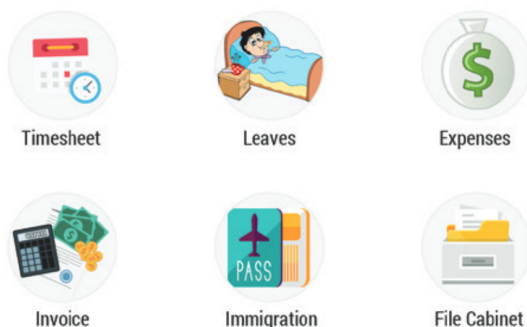 Timesheet
Leaves
Expenses
PASS
Invoice
Immigration
File Cabinet